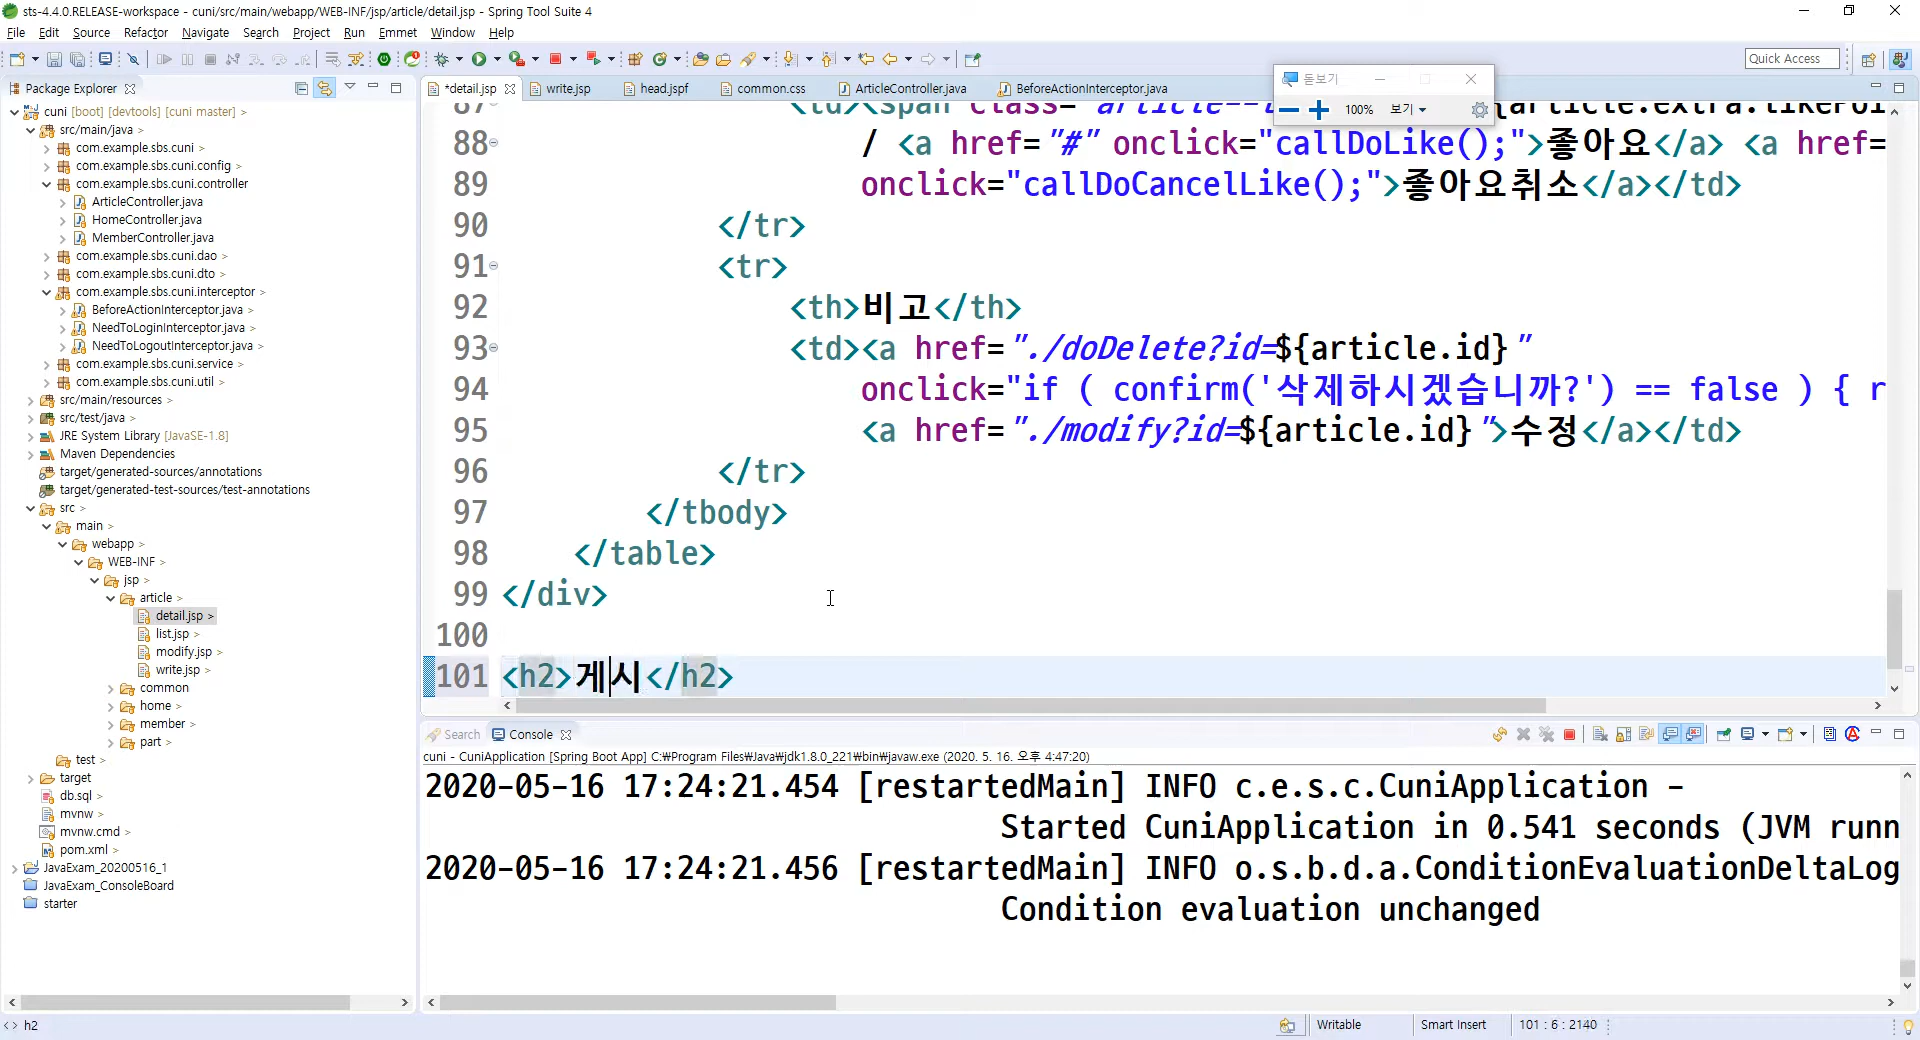 sts-4.4.0.RELEASE-workspace - cuni/src/main/webapp/WEB-INF/jsp/article/detail.jsp - Spring Tool Suite 4
File Edit Source Refactor Navigate Search Project Run Emmet Window Help
Quick Access
Package Explorer
*detail.jsp write.jsp head.jspf common.css ArticleController.java BeforeActionInterceptor.java
돋보기
100% 보기
cuni [boot] [devtools] [cuni master] >
src/main/java >
com.example.sbs.cuni >
com.example.sbs.cuni.config >
com.example.sbs.cuni.controller
ArticleController.java
HomeController.java
MemberController.java
com.example.sbs.cuni.dao >
com.example.sbs.cuni.dto >
com.example.sbs.cuni.interceptor >
BeforeActionInterceptor.java >
NeedToLoginInterceptor.java >
NeedToLogoutInterceptor.java >
com.example.sbs.cuni.service >
com.example.sbs.cuni.util >
src/main/resources >
src/test/java >
JRE System Library [JavaSE-1.8]
Maven Dependencies
target/generated-sources/annotations
target/generated-test-sources/test-annotations
src >
main >
webapp >
WEB-INF >
jsp >
article >
detail.jsp >
list.jsp >
modify.jsp >
write.jsp >
common
home >
member >
part >
test >
target
db.sql >
mvnw >
mvnw.cmd >
pom.xml >
JavaExam_20200516_1
JavaExam_ConsoleBoard
starter
88 / <a href="#" onclick="callDoLike();">좋아요</a> <a href=
89 onclick="callDoCancelLike();">좋아요취소</a></td>
90 </tr>
91 <tr>
92 <th>비고</th>
93 <td><a href="./doDelete?id=${article.id}"
94 onclick="if ( confirm('삭제하시겠습니까?') == false ) { r
95 <a href="./modify?id=${article.id}">수정</a></td>
96 </tr>
97 </tbody>
98 </table>
99 </div>
100
101 <h2>게시</h2>
Search Console
cuni - CuniApplication [Spring Boot App] C:₩Program Files₩Java₩jdk1.8.0_221₩bin₩javaw.exe (2020. 5. 16. 오후 4:47:20)
2020-05-16 17:24:21.454 [restartedMain] INFO c.e.s.c.CuniApplication -
Started CuniApplication in 0.541 seconds (JVM runn
2020-05-16 17:24:21.456 [restartedMain] INFO o.s.b.d.a.ConditionEvaluationDeltaLog
Condition evaluation unchanged
<> h2
Writable Smart Insert 101 : 6 : 2140